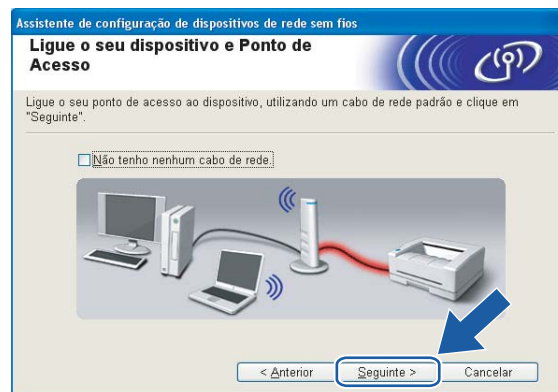 Assistente de configuração de dispositivos de rede sem fios
Ligue o seu dispositivo e Ponto de
Acesso
Ligue o seu ponto de acesso ao dispositivo, utilizando um cabo de rede padrão e clique em
"Seguinte".
Não tenho nenhum cabo de rede.
< Anterior
Seguinte >
Cancelar